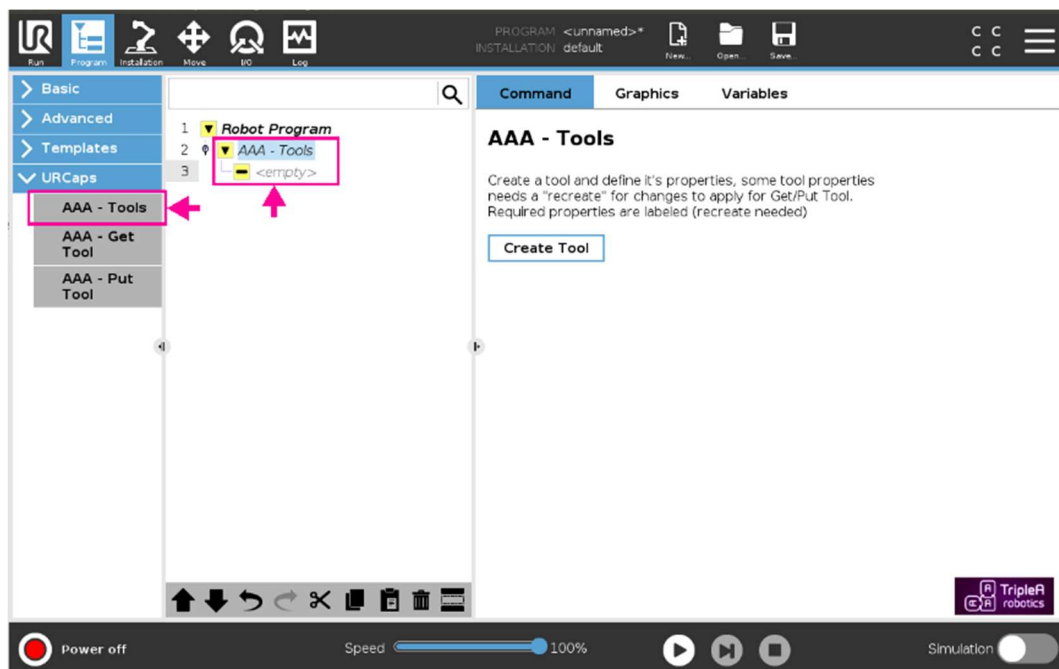 UR
PROGRAM <unnamed>*
INSTALLATION default
C C
C C
Run
Program
Installation
Move
I/O
Log
New...
Open...
Save...
Basic
Advanced
Templates
URCaps
AAA - Tools
AAA - Get
Tool
AAA - Put
Tool
1 Robot Program
2 AAA - Tools
3 <empty>
Command Graphics Variables
AAA - Tools
Create a tool and define it's properties, some tool properties
needs a "recreate" for changes to apply for Get/Put Tool.
Required properties are labeled (recreate needed)
Create Tool
TripleA
robotics
Power off
Speed
100%
Simulation